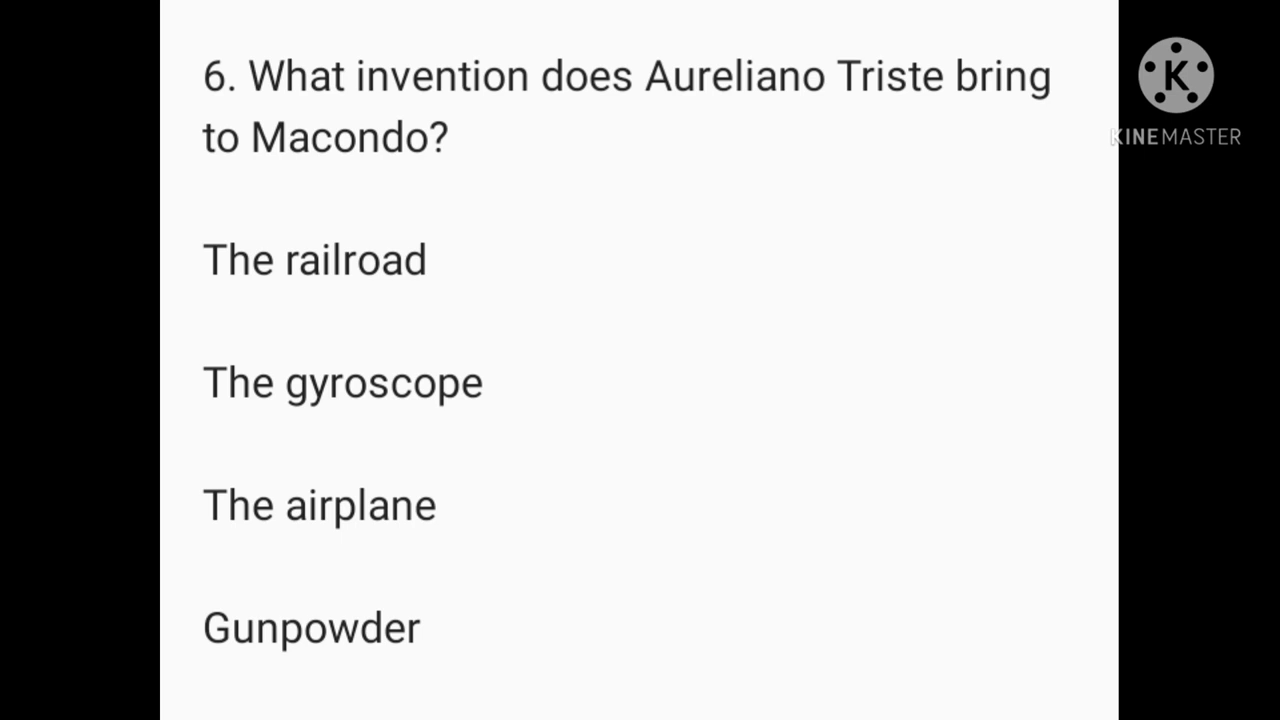 6. What invention does Aureliano Triste bring
to Macondo?
The railroad
The gyroscope
The airplane
Gunpowder
K
KINEMASTER